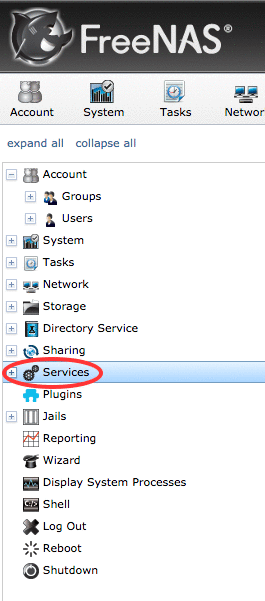 FreeNAS®
Account System Tasks Networ
expand all collapse all
Account
Groups
Users
System
Tasks
Network
Storage
Directory Service
Sharing
Services
Plugins
Jails
Reporting
Wizard
Display System Processes
Shell
Log Out
Reboot
Shutdown